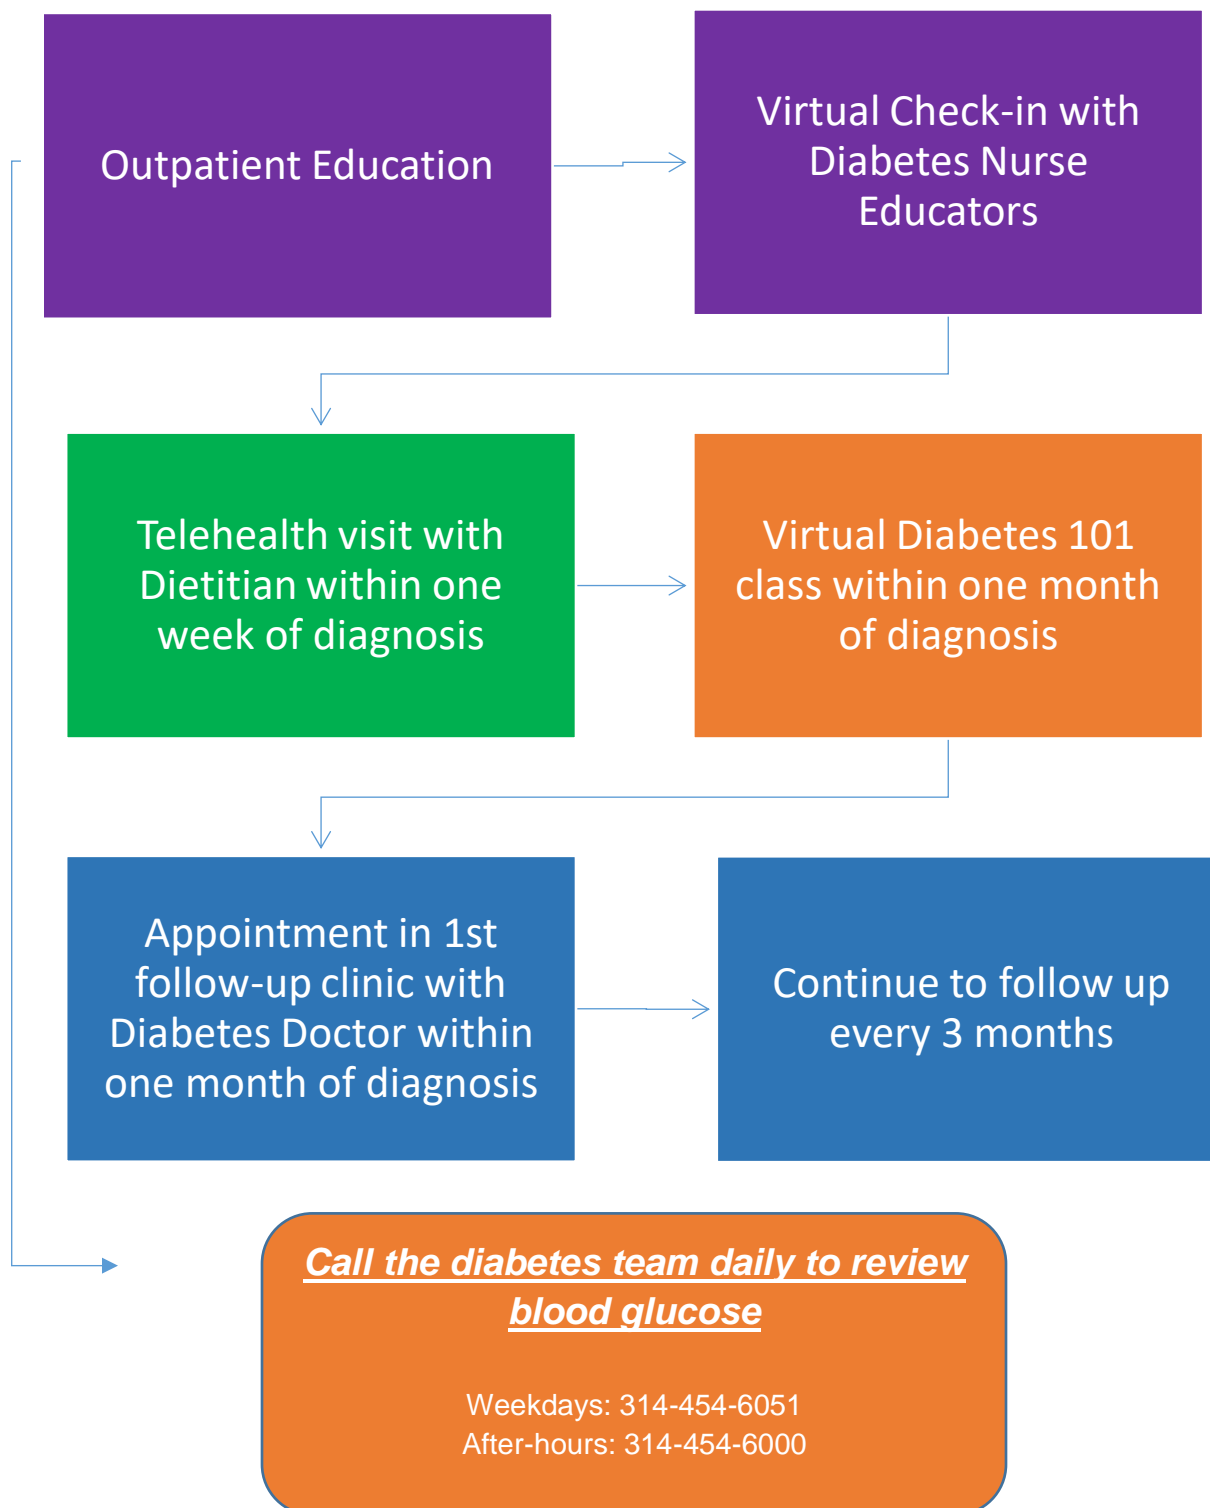 Outpatient Education
Virtual Check-in with
Diabetes Nurse
Educators
Telehealth visit with
Dietitian within one
week of diagnosis
Virtual Diabetes 101
class within one month
of diagnosis
Appointment in 1st
follow-up clinic with
Diabetes Doctor within
one month of diagnosis
Continue to follow up
every 3 months
Call the diabetes team daily to review
blood glucose
Weekdays: 314-454-6051
After-hours: 314-454-6000